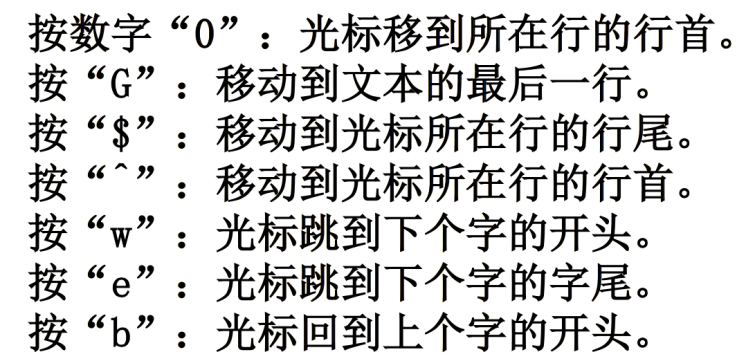 按数字“0”：光标移到所在行的行首。
按“G”：移动到文本的最后一行。
按“$”：移动到光标所在行的行尾。
按“^”：移动到光标所在行的行首。
按“w”：光标跳到下个字的开头。
按“e”：光标跳到下个字的字尾。
按“b”：光标回到上个字的开头。